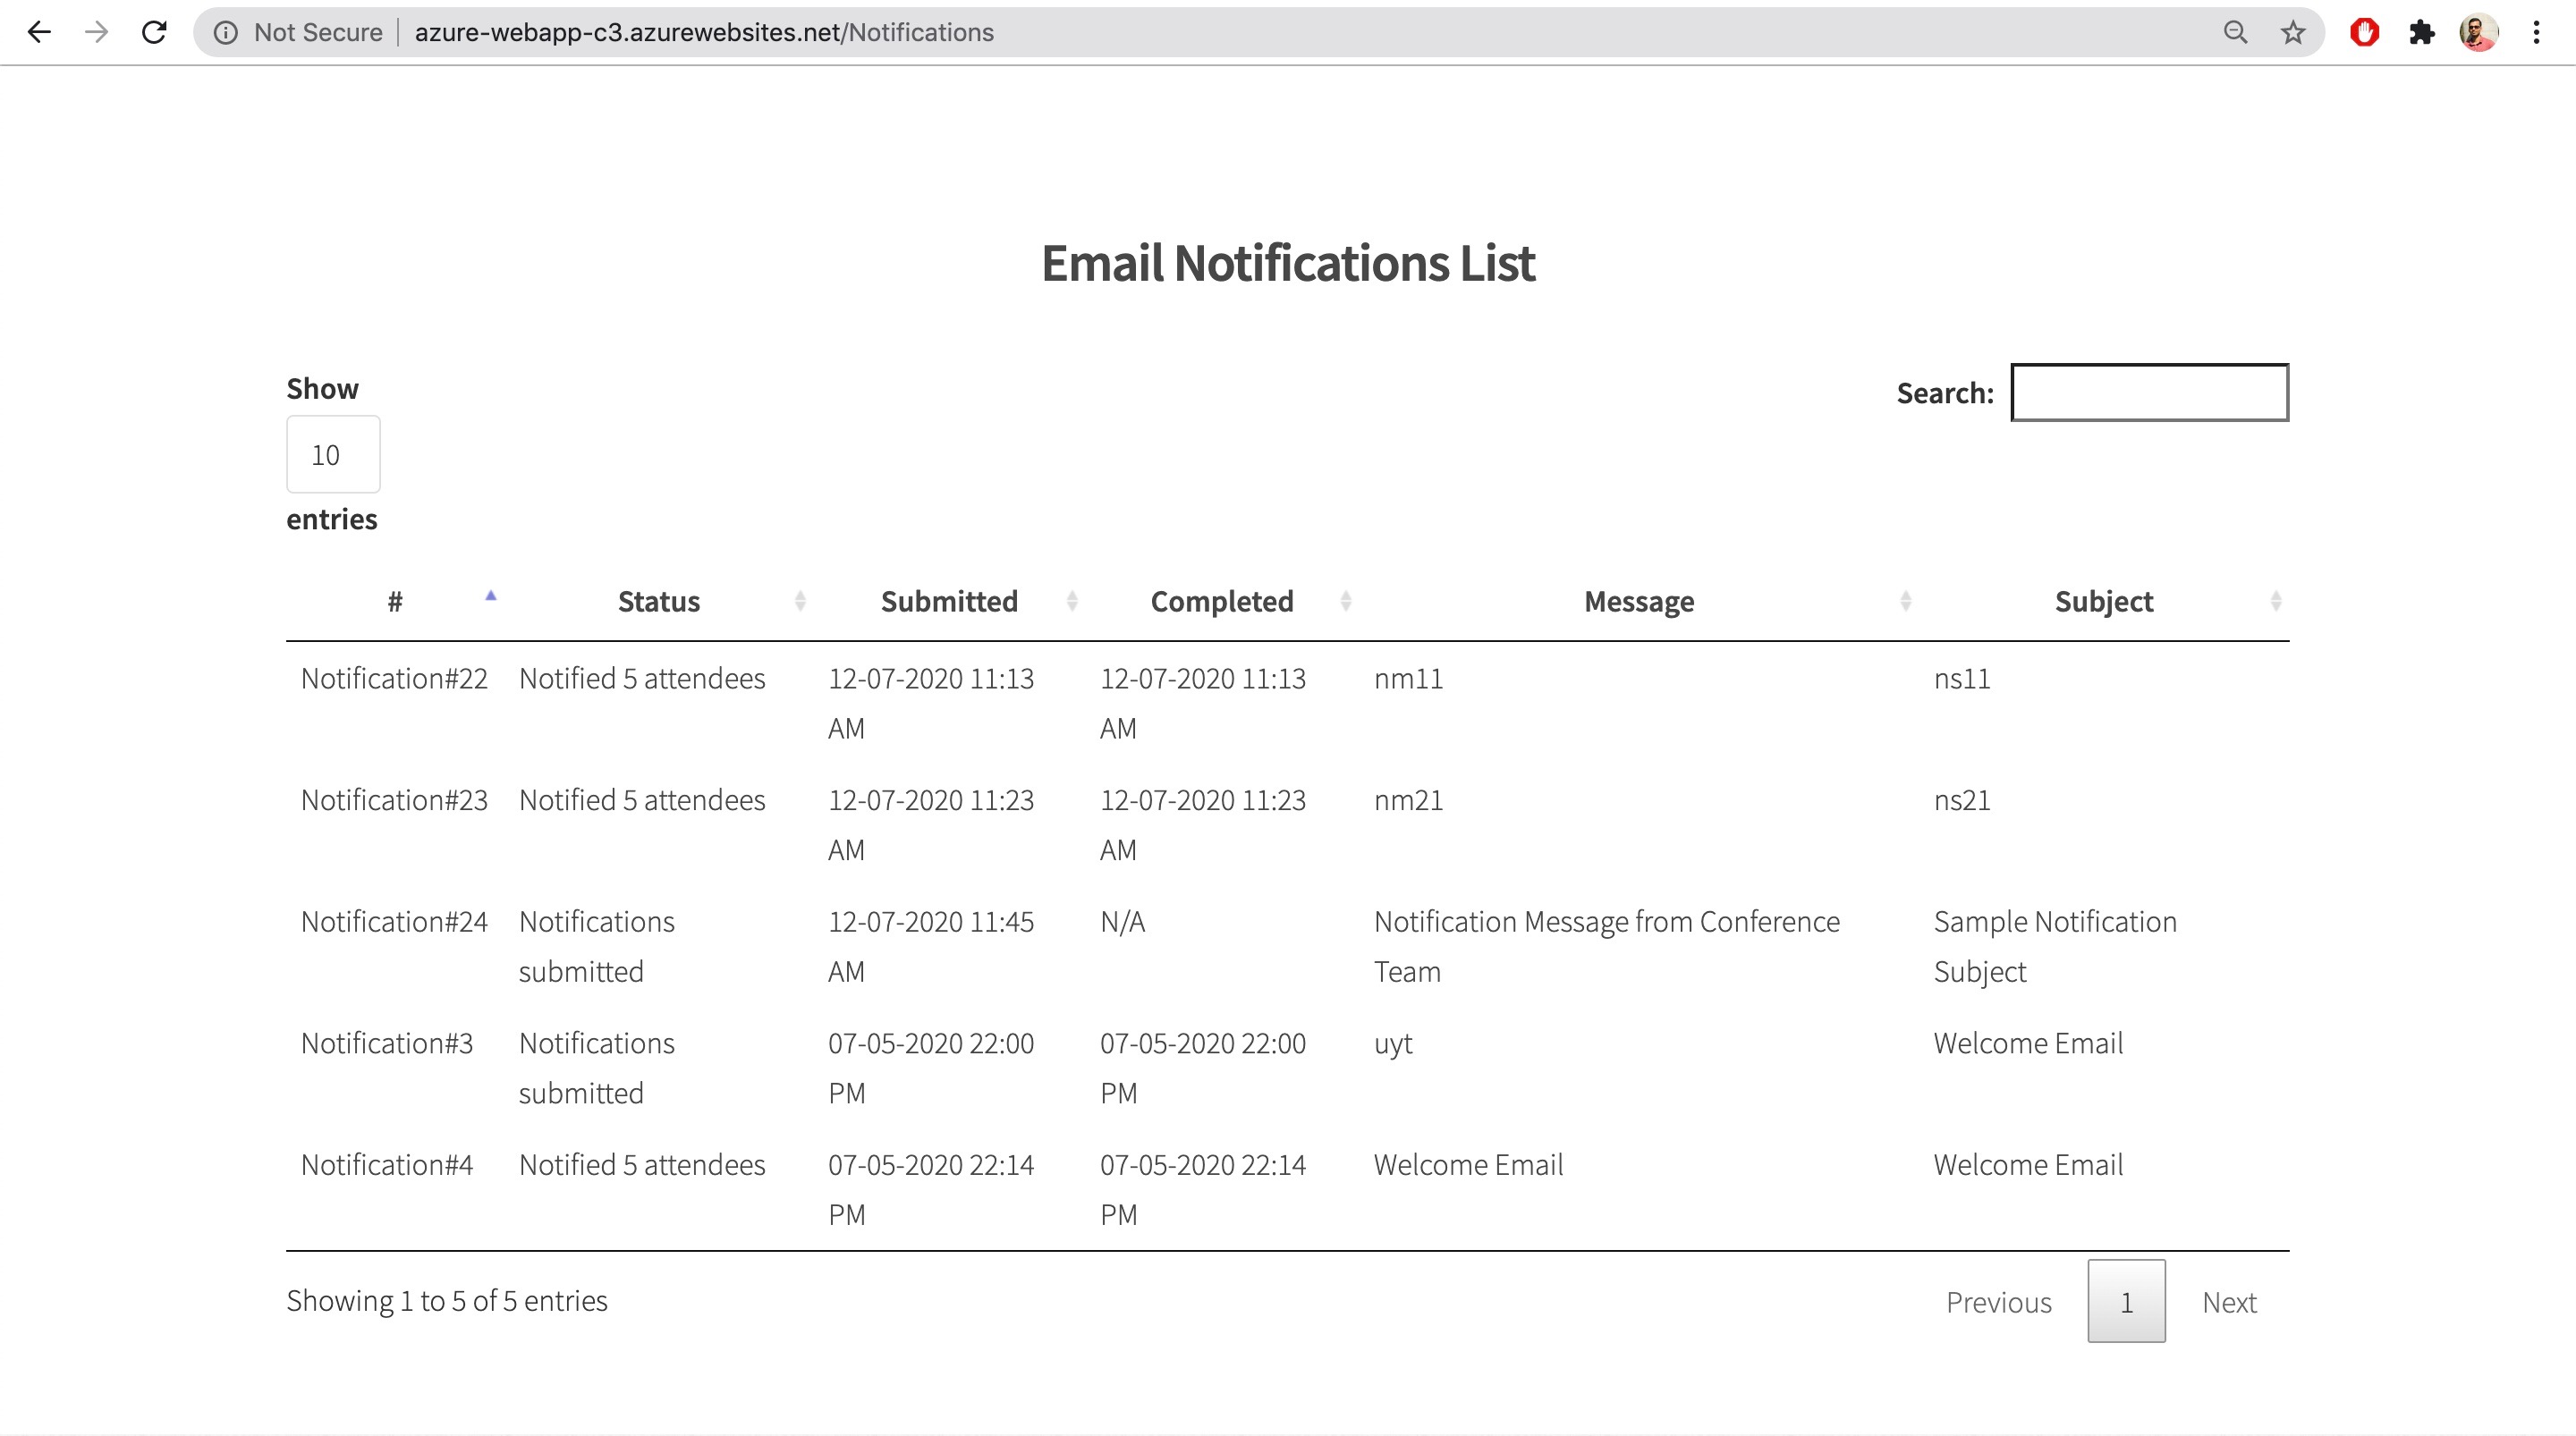 Not Secure azure-webapp-c3.azurewebsites.net/Notifications
Email Notifications List
Show
10
entries
Search:
# Status Submitted Completed Message Subject
Notification#22 Notified 5 attendees 12-07-2020 11:13 12-07-2020 11:13 nm11 ns11
AM AM
Notification#23 Notified 5 attendees 12-07-2020 11:23 12-07-2020 11:23 nm21 ns21
AM AM
Notification#24 Notifications 12-07-2020 11:45 N/A Notification Message from Conference Sample Notification
submitted AM Team Subject
Notification#3 Notifications 07-05-2020 22:00 07-05-2020 22:00 uyt Welcome Email
submitted PM PM
Notification#4 Notified 5 attendees 07-05-2020 22:14 07-05-2020 22:14 Welcome Email Welcome Email
PM PM
Showing 1 to 5 of 5 entries
Previous 1 Next